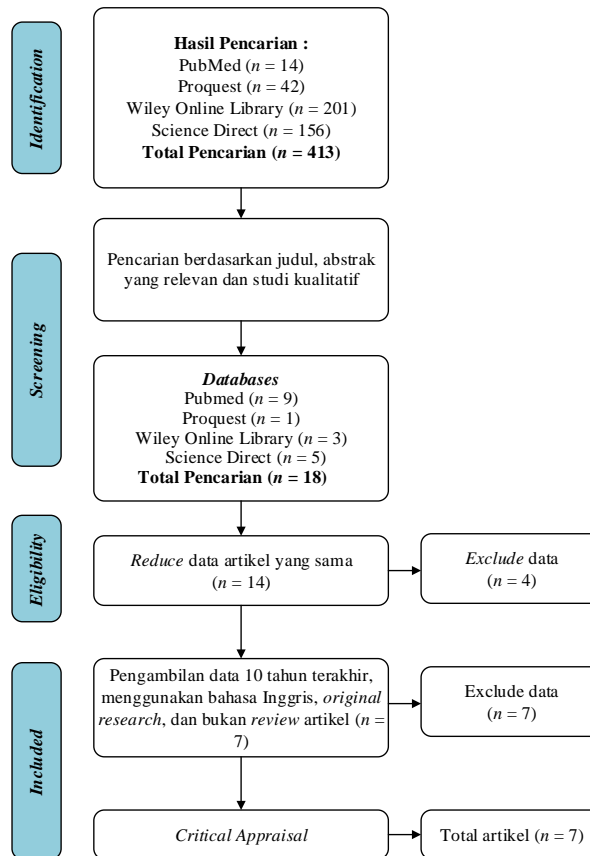 Identification
Hasil Pencarian :
PubMed (n = 14)
Proquest (n = 42)
Wiley Online Library (n = 201)
Science Direct (n = 156)
Total Pencarian (n = 413)
Screening
Pencarian berdasarkan judul, abstrak
yang relevan dan studi kualitatif
Databases
Pubmed (n = 9)
Proquest (n = 1)
Wiley Online Library (n = 3)
Science Direct (n = 5)
Total Pencarian (n = 18)
Eligibility
Reduce data artikel yang sama
(n = 14)
Exclude data
(n = 4)
Included
Pengambilan data 10 tahun terakhir,
menggunakan bahasa Inggris, original
research, dan bukan review artikel (n =
7)
Exclude data
(n = 7)
Critical Appraisal
Total artikel (n = 7)